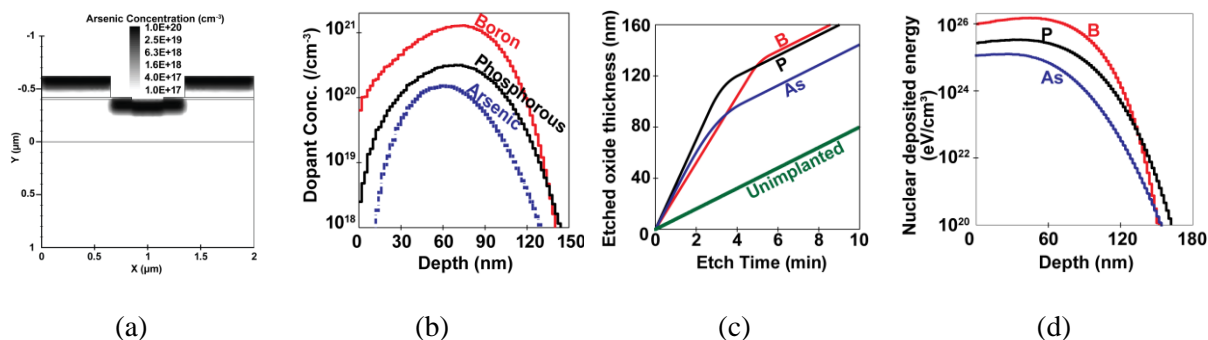 Arsenic Concentration (cm⁻³)
1.0E+20
2.5E+19
6.3E+18
1.6E+18
4.0E+17
1.0E+17
-1
-0.5
0
0.5
1
Y (µm)
0
0.5
1
1.5
2
X (µm)
(a)
Dopant Conc. (/cm⁻³)
10²¹
10²⁰
10¹⁹
10¹⁸
Boron
Phosphorous
Arsenic
0
30
60
90
120
150
Depth (nm)
(b)
Etched oxide thickness (nm)
160
120
80
40
0
B
P
As
Unimplanted
0
2
4
6
8
10
Etch Time (min)
(c)
Nuclear deposited energy
(eV/cm³)
10²⁶
10²⁴
10²²
10²⁰
P
B
As
0
60
120
180
Depth (nm)
(d)